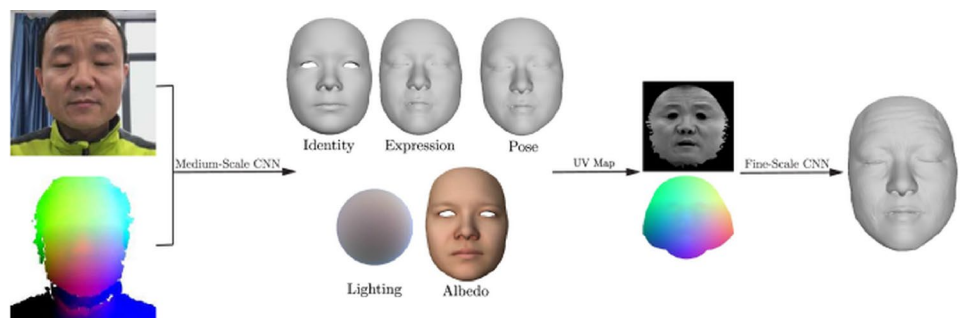 Medium-Scale CNN
Identity
Expression
Pose
Lighting
Albedo
UV Map
Fine-Scale CNN